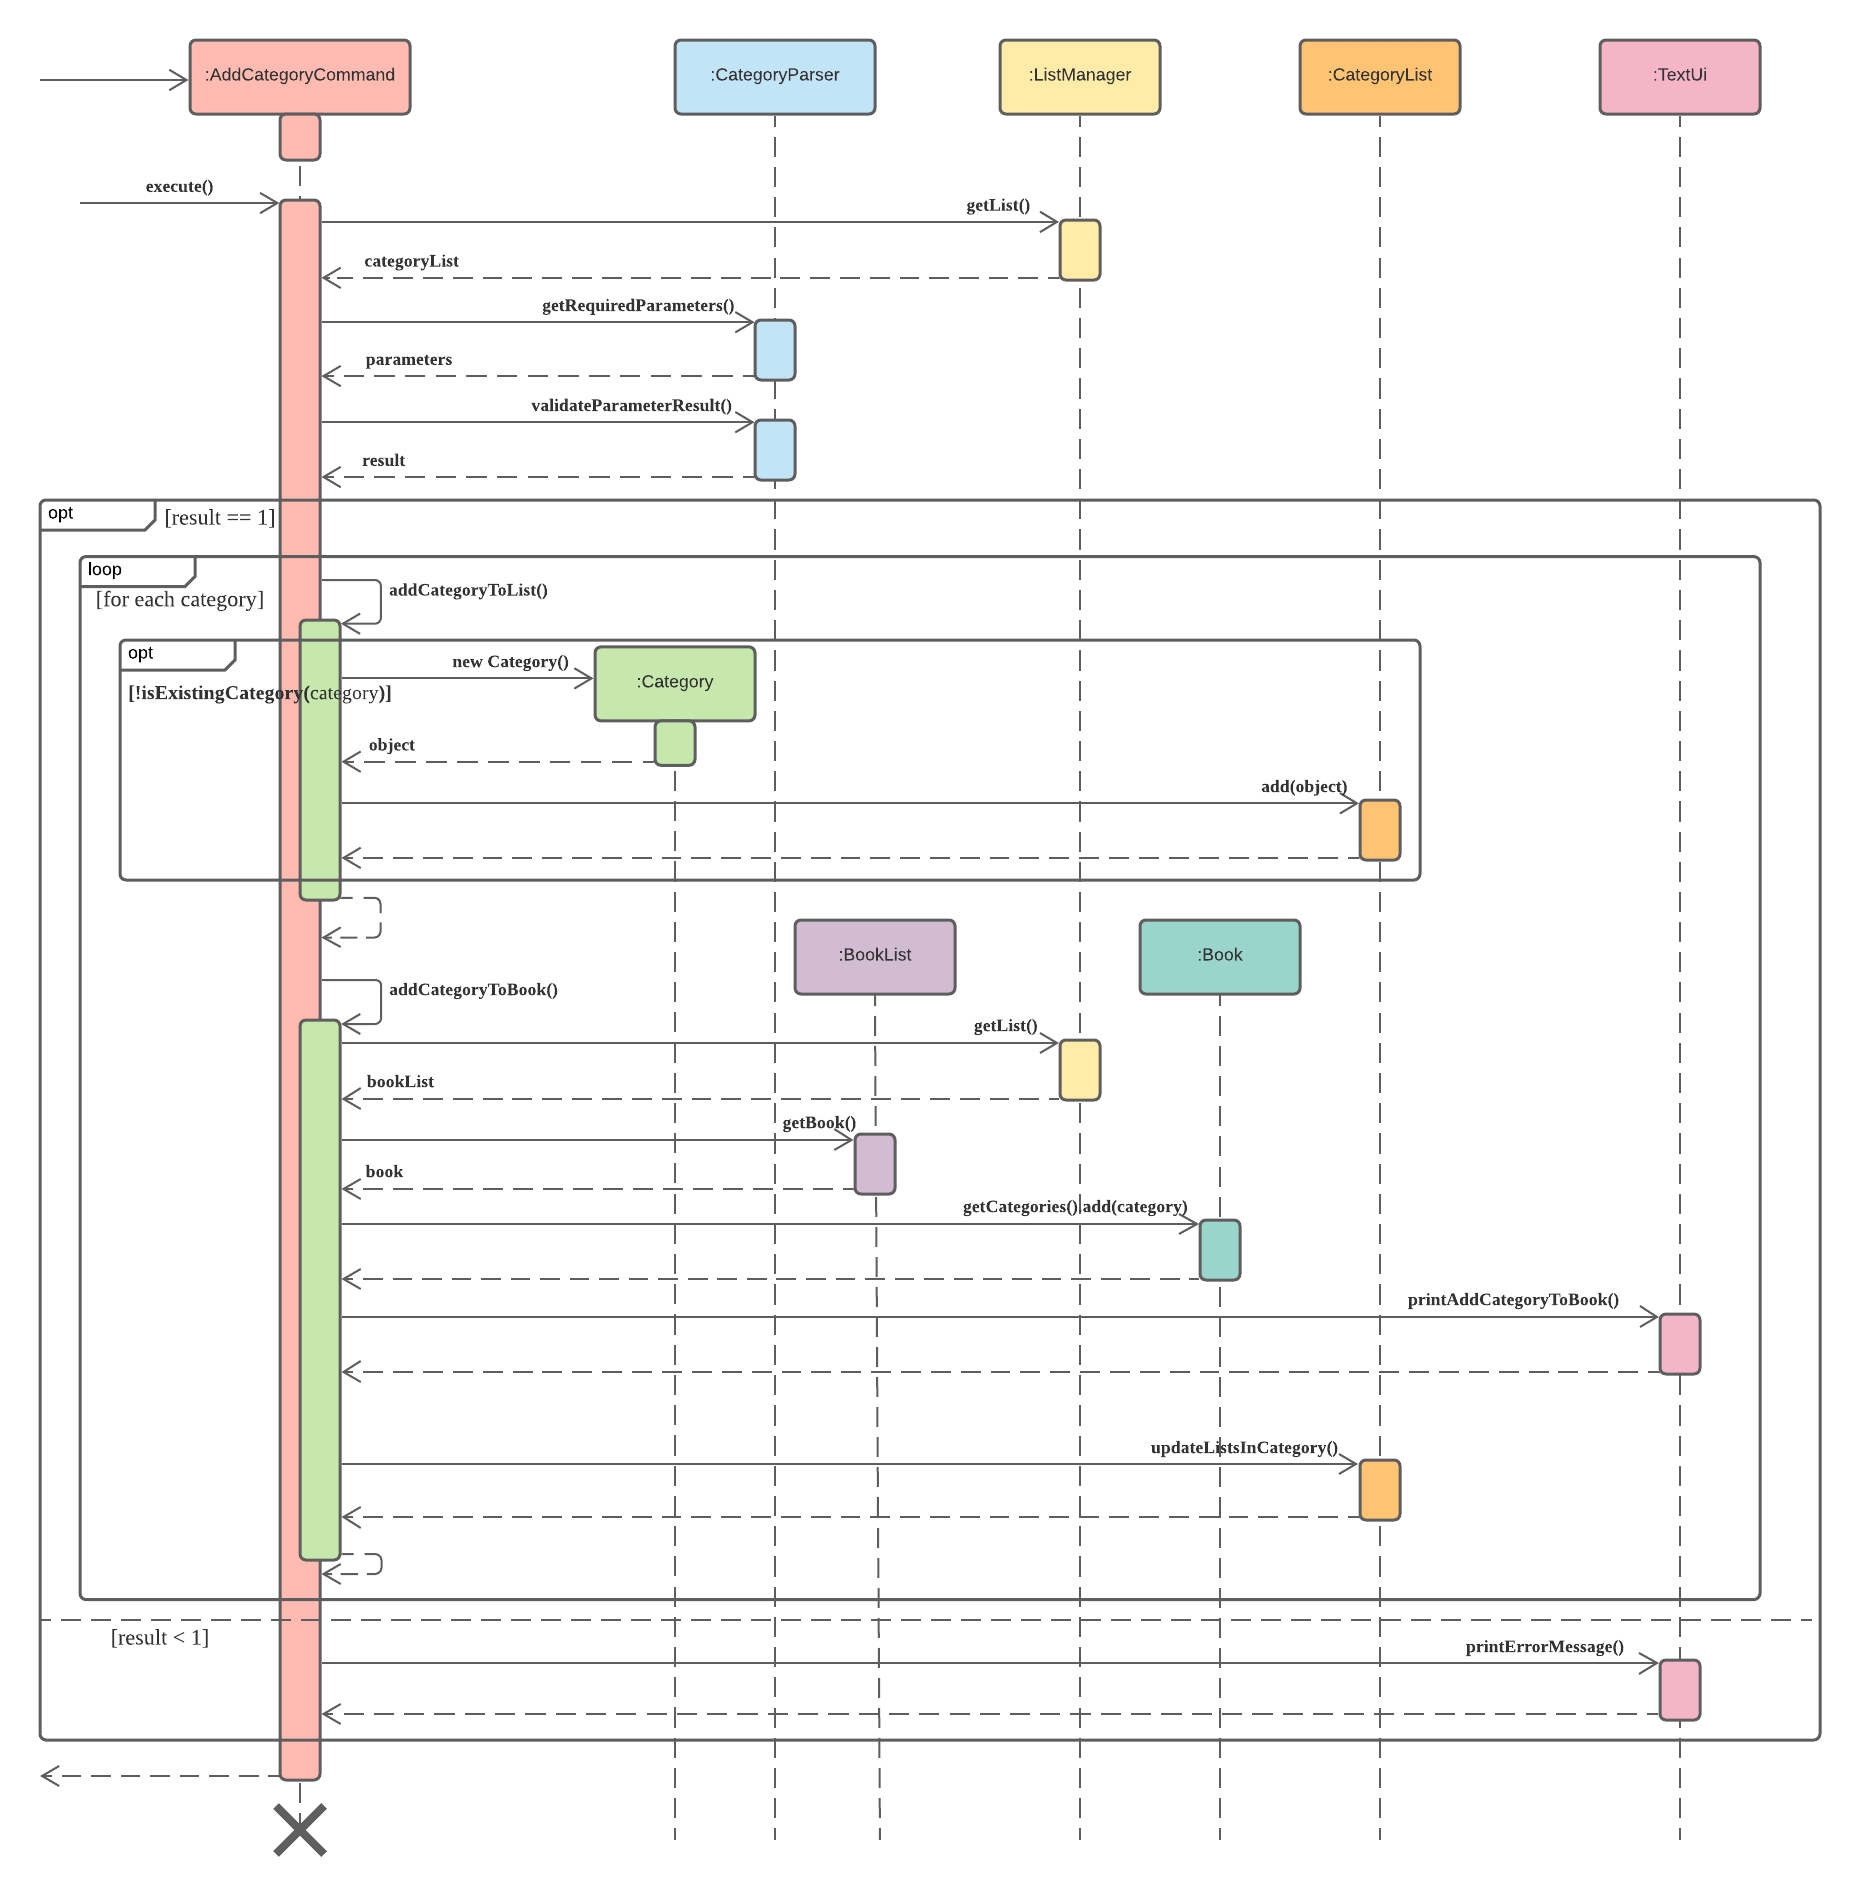 :AddCategoryCommand
:CategoryParser
:ListManager
:CategoryList
:TextUi
execute()
getList()
categoryList
getRequiredParameters()
parameters
validateParameterResult()
result
opt
[result == 1]
loop
[for each category]
addCategoryToList()
opt
[!isExistingCategory(category)]
new Category()
:Category
object
add(object)
:BookList
:Book
addCategoryToBook()
getList()
bookList
getBook()
book
getCategories().add(category)
printAddCategoryToBook()
updateListsInCategory()
[result < 1]
printErrorMessage()